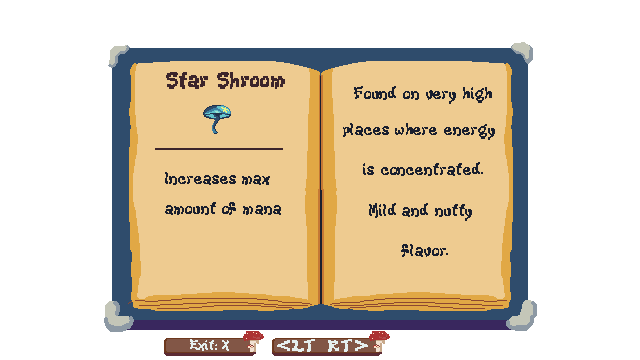 Star Shroom
Increases max
amount of mana
Found on very high
places where energy
is concentrated.
Mild and nutty
flavor.
Exit: X
<LT RT>